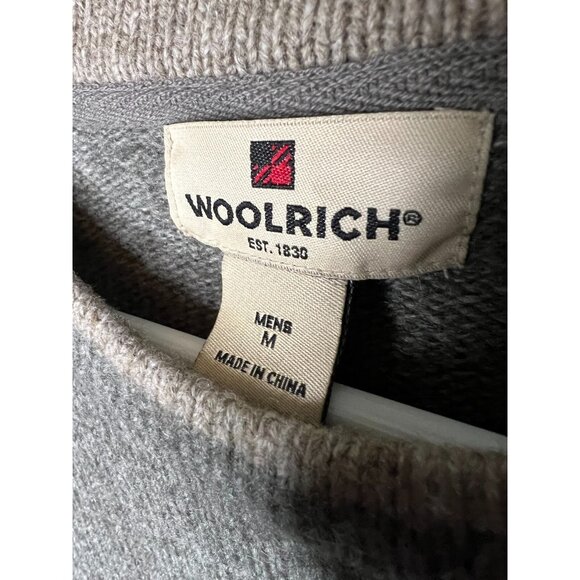 WOOLRICH®
EST. 1830
MENS
M
MADE IN CHINA